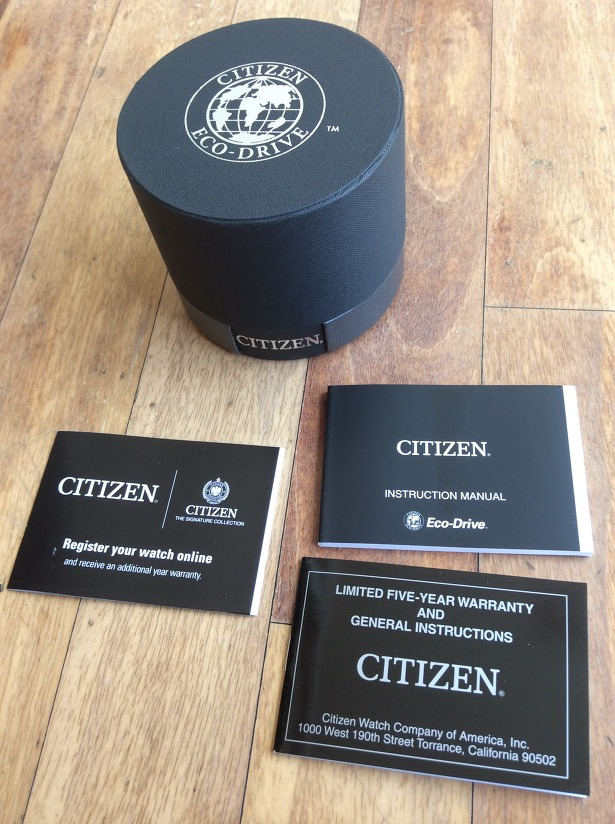 CITIZEN
ECO-DRIVE
TM
CITIZEN®
CITIZEN®
INSTRUCTION MANUAL
Eco-Drive
CITIZEN®
CITIZEN
THE SIGNATURE COLLECTION
Register your watch online
and receive an additional year warranty.
LIMITED FIVE-YEAR WARRANTY
AND
GENERAL INSTRUCTIONS
CITIZEN®
Citizen Watch Company of America, Inc.
1000 West 190th Street Torrance, California 90502